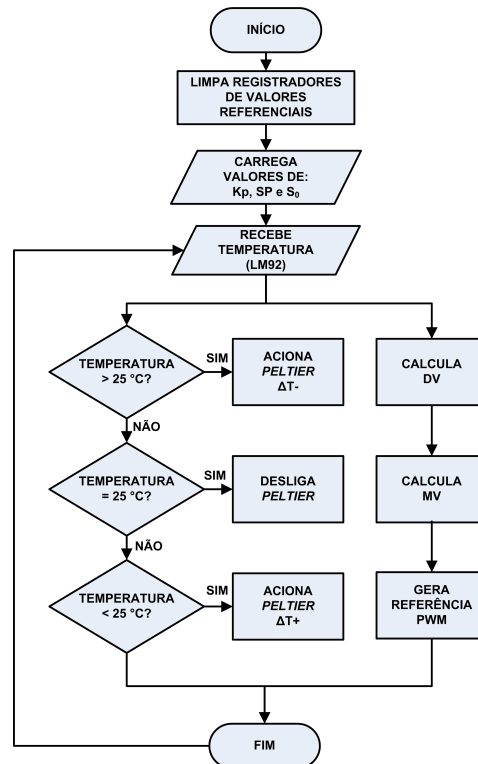 INÍCIO
LIMPA REGISTRADORES
DE VALORES
REFERENCIAIS
CARREGA
VALORES DE:
Kp, SP e S₀
RECEBE
TEMPERATURA
(LM92)
TEMPERATURA
> 25 °C?
SIM
ACIONA
PELTIER
ΔT-
CALCULA
DV
NÃO
TEMPERATURA
= 25 °C?
SIM
DESLIGA
PELTIER
CALCULA
MV
NÃO
TEMPERATURA
< 25 °C?
SIM
ACIONA
PELTIER
ΔT+
GERA
REFERÊNCIA
PWM
FIM